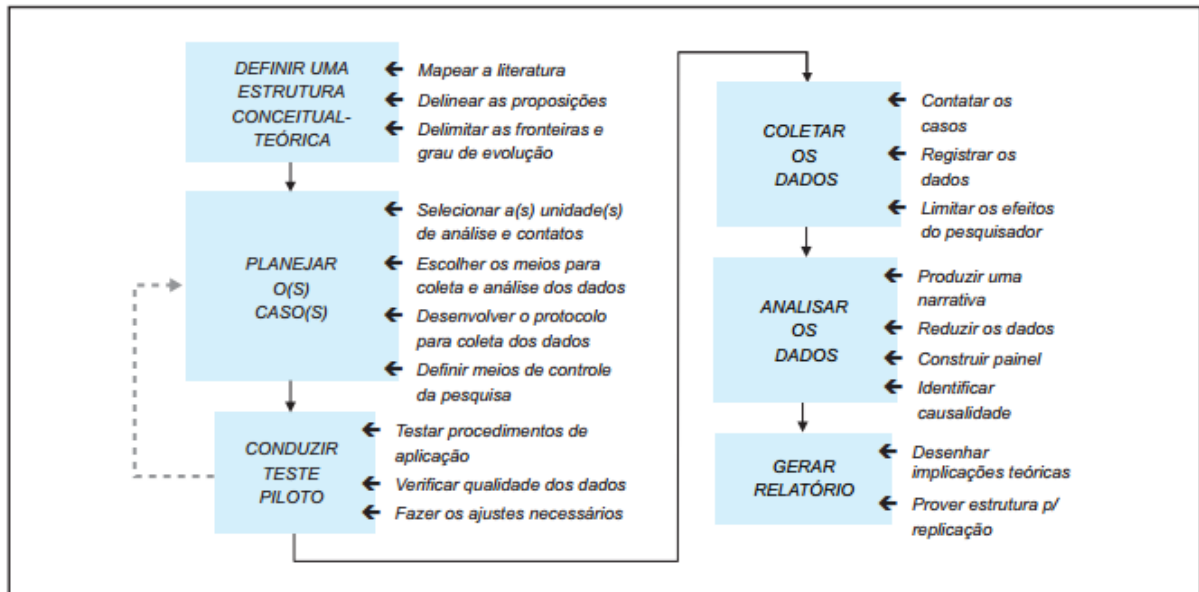 DEFINIR UMA
ESTRUTURA
CONCEITUAL-
TEÓRICA
Mapear a literatura
Delinear as proposições
Delimitar as fronteiras e
grau de evolução
PLANEJAR
O(S)
CASO(S)
Selecionar a(s) unidade(s)
de análise e contatos
Escolher os meios para
coleta e análise dos dados
Desenvolver o protocolo
para coleta dos dados
Definir meios de controle
da pesquisa
CONDUZIR
TESTE
PILOTO
Testar procedimentos de
aplicação
Verificar qualidade dos dados
Fazer os ajustes necessários
COLETAR
OS
DADOS
Contatar os
casos
Registrar os
dados
Limitar os efeitos
do pesquisador
ANALISAR
OS
DADOS
Produzir uma
narrativa
Reduzir os dados
Construir painel
Identificar
causalidade
GERAR
RELATÓRIO
Desenhar
implicações teóricas
Prover estrutura p/
replicação